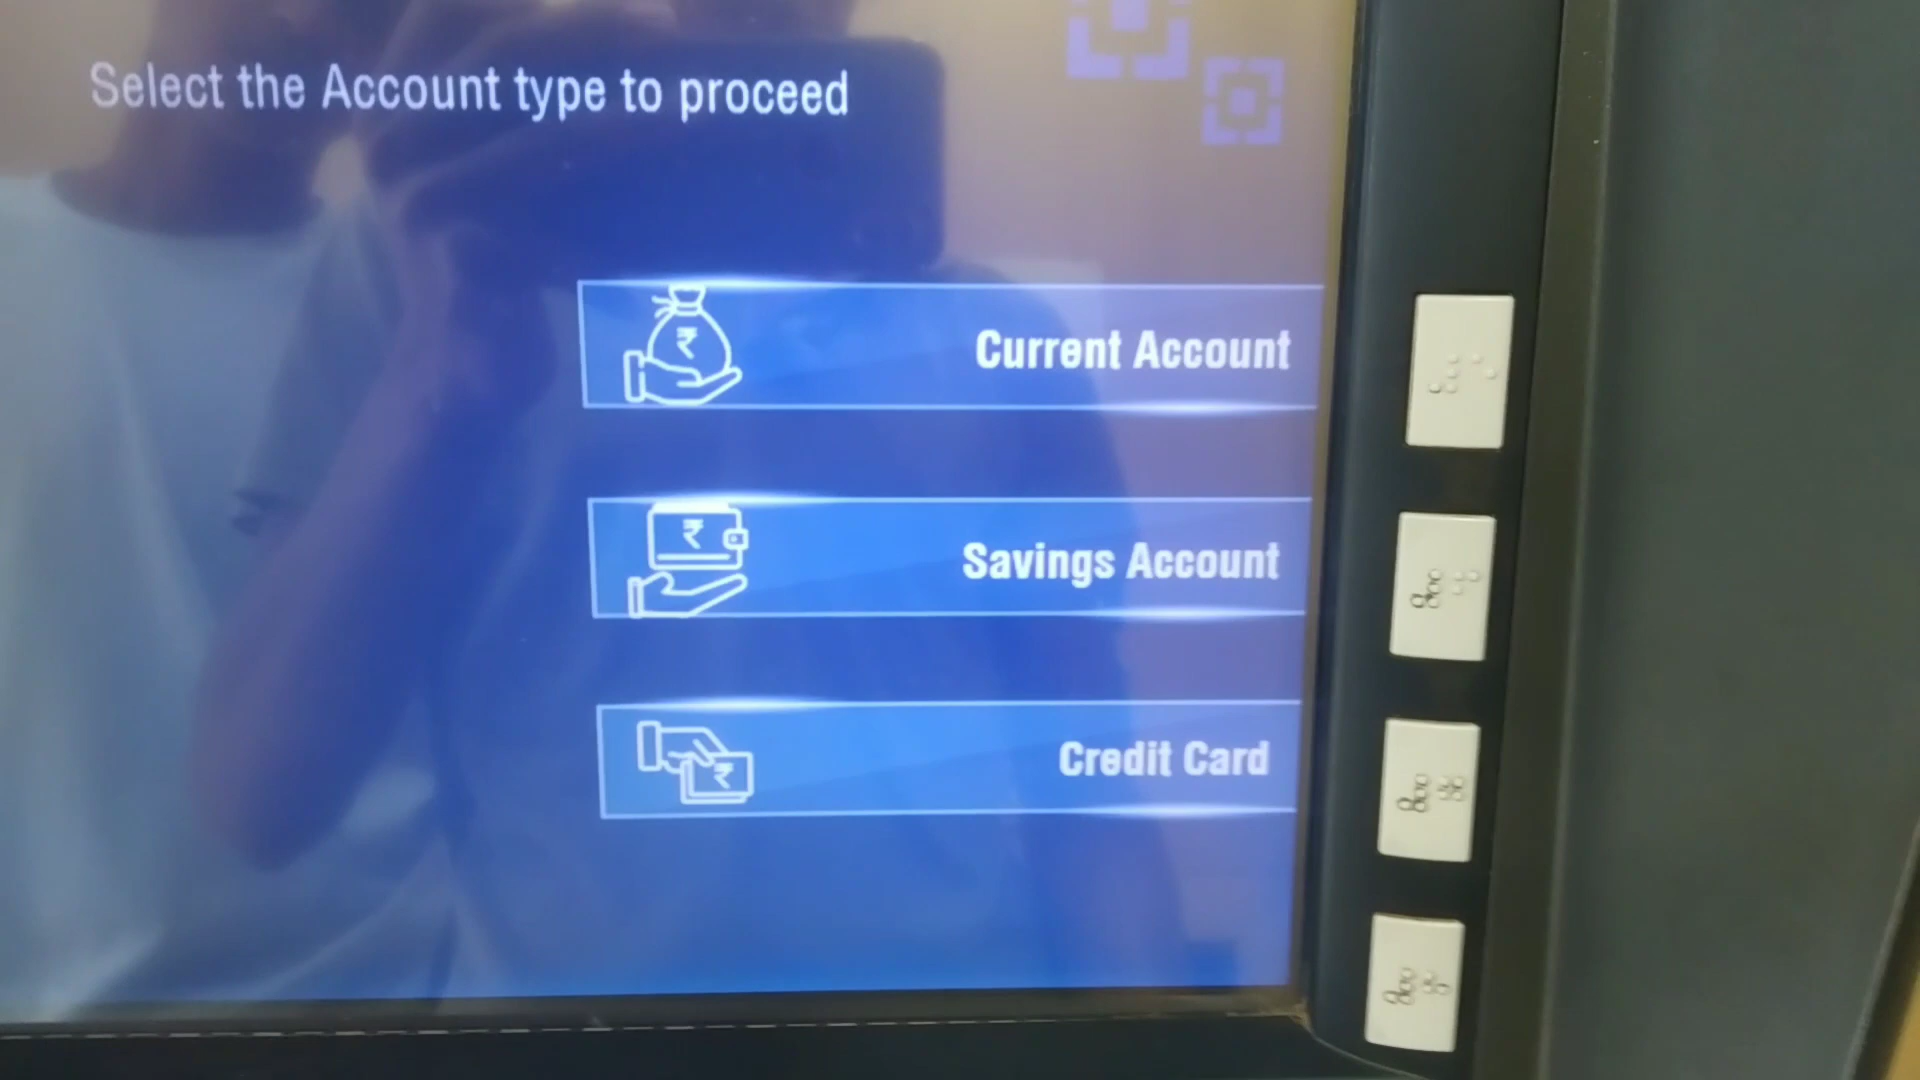 Select the Account type to proceed
₹
Current Account
₹
Savings Account
₹
Credit Card